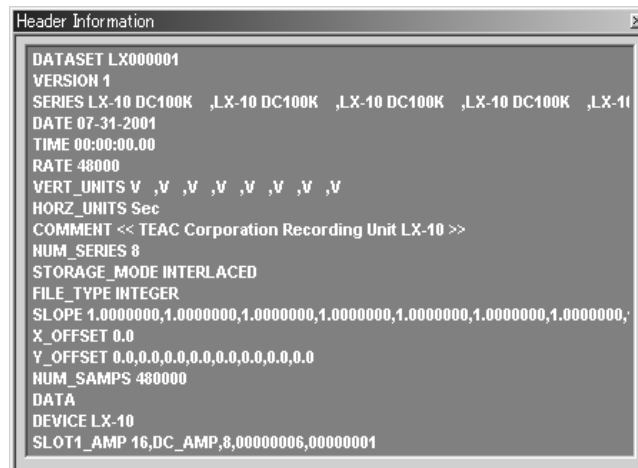 Header Information
DATASET LX000001
VERSION 1
SERIES LX-10 DC100K ,LX-10 DC100K ,LX-10 DC100K ,LX-10 DC100K ,LX-1
DATE 07-31-2001
TIME 00:00:00.00
RATE 48000
VERT_UNITS V ,V ,V ,V ,V ,V ,V ,V
HORZ_UNITS Sec
COMMENT << TEAC Corporation Recording Unit LX-10 >>
NUM_SERIES 8
STORAGE_MODE INTERLACED
FILE_TYPE INTEGER
SLOPE 1.0000000,1.0000000,1.0000000,1.0000000,1.0000000,1.0000000,1.0000000,
X_OFFSET 0.0
Y_OFFSET 0.0,0.0,0.0,0.0,0.0,0.0,0.0,0.0
NUM_SAMPS 480000
DATA
DEVICE LX-10
SLOT1_AMP 16,DC_AMP,8,00000006,00000001